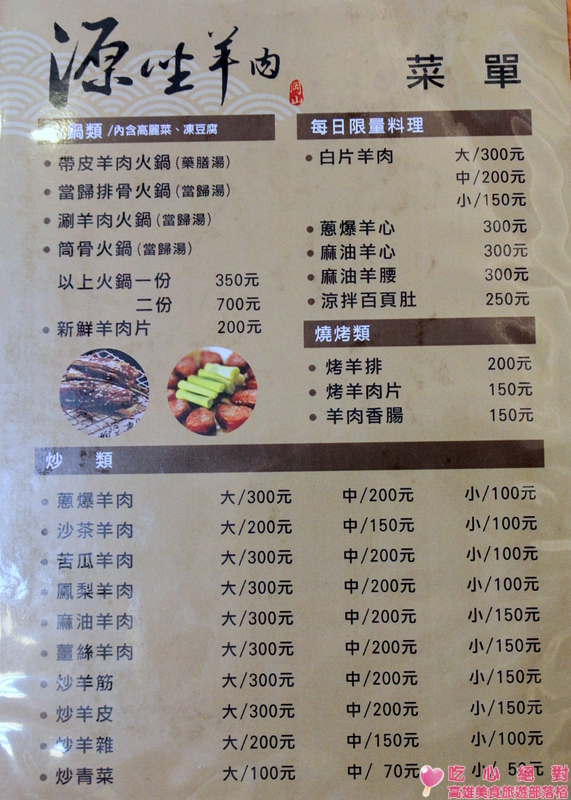 源坐羊肉
岡山
菜 單
鍋類 /內含高麗菜、凍豆腐
• 帶皮羊肉火鍋 (藥膳湯)
• 當歸排骨火鍋 (當歸湯)
• 涮羊肉火鍋 (當歸湯)
• 筒骨火鍋 (當歸湯)
以上火鍋一份 350元
二份 700元
• 新鮮羊肉片 200元
每日限量料理
• 白片羊肉 大/300元
中/200元
小/150元
• 蔥爆羊心 300元
• 麻油羊心 300元
• 麻油羊腰 300元
• 涼拌百頁肚 250元
燒烤類
• 烤羊排 200元
• 烤羊肉片 150元
• 羊肉香腸 150元
炒 類
• 蔥爆羊肉 大/300元 中/200元 小/100元
• 沙茶羊肉 大/200元 中/150元 小/100元
• 苦瓜羊肉 大/300元 中/200元 小/100元
• 鳳梨羊肉 大/300元 中/200元 小/100元
• 麻油羊肉 大/300元 中/200元 小/150元
• 薑絲羊肉 大/300元 中/200元 小/150元
• 炒羊筋 大/300元 中/200元 小/150元
• 炒羊皮 大/300元 中/200元 小/150元
• 炒羊雜 大/200元 中/150元 小/100元
• 炒青菜 大/100元 中/ 70元 小/ 5 元
吃心絕對
高雄美食旅遊部落格